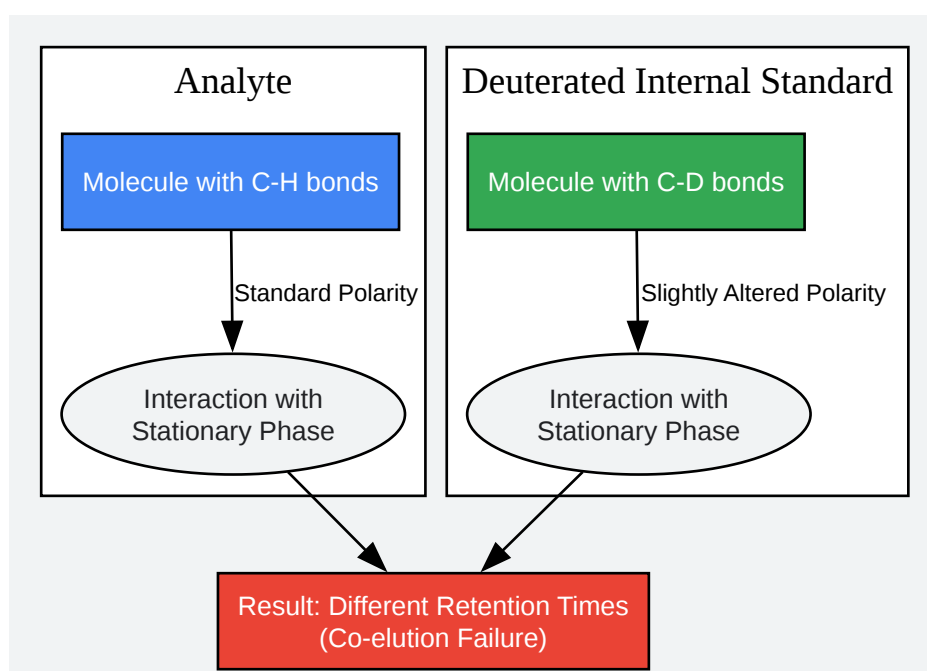 Analyte
Molecule with C-H bonds
Standard Polarity
Interaction with
Stationary Phase
Deuterated Internal Standard
Molecule with C-D bonds
Slightly Altered Polarity
Interaction with
Stationary Phase
Result: Different Retention Times
(Co-elution Failure)